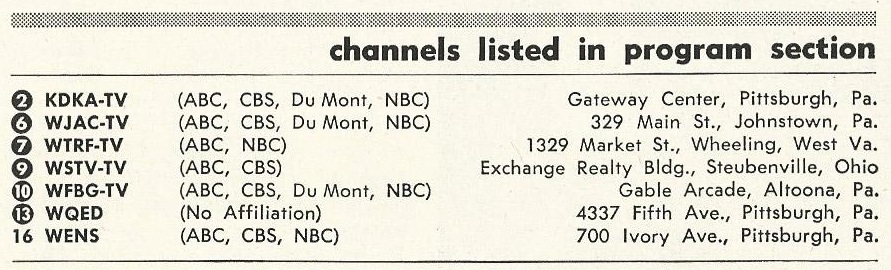 channels listed in program section
2 KDKA-TV (ABC, CBS, Du Mont, NBC) Gateway Center, Pittsburgh, Pa.
6 WJAC-TV (ABC, CBS, Du Mont, NBC) 329 Main St., Johnstown, Pa.
7 WTRF-TV (ABC, NBC) 1329 Market St., Wheeling, West Va.
9 WSTV-TV (ABC, CBS) Exchange Realty Bldg., Steubenville, Ohio
10 WFBG-TV (ABC, CBS, Du Mont, NBC) Gable Arcade, Altoona, Pa.
13 WQED (No Affiliation) 4337 Fifth Ave., Pittsburgh, Pa.
16 WENS (ABC, CBS, NBC) 700 Ivory Ave., Pittsburgh, Pa.